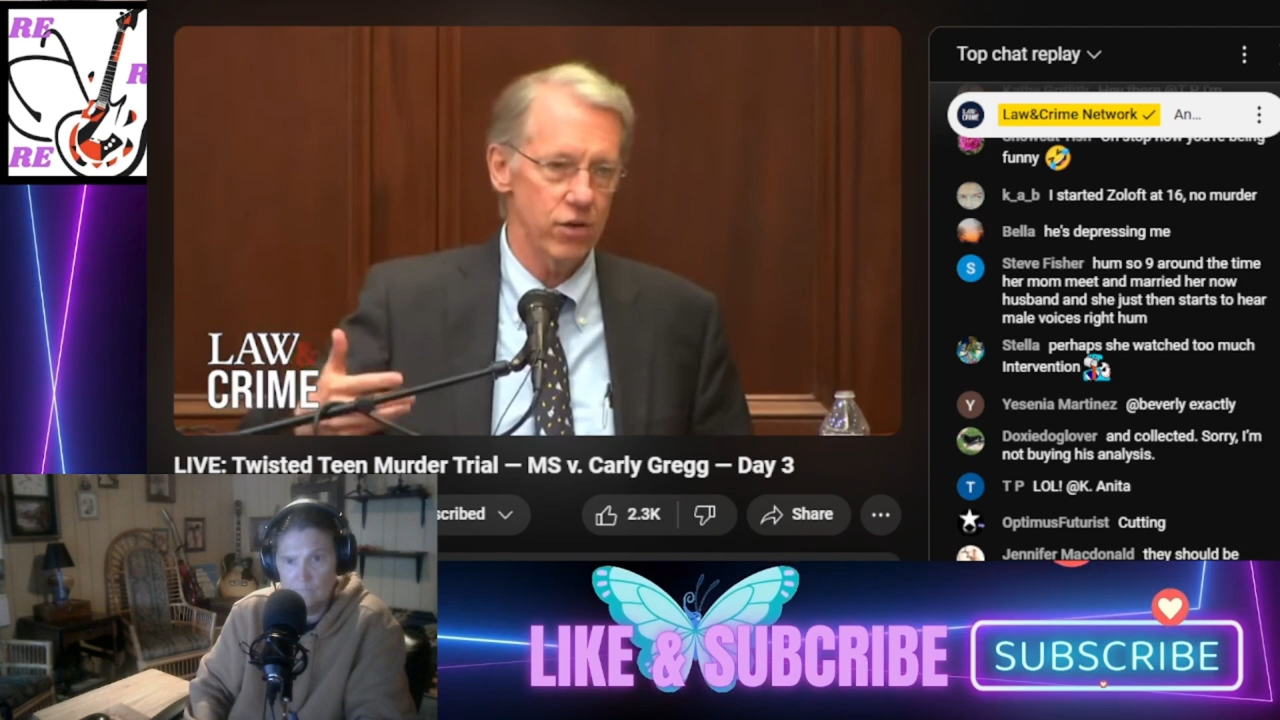 RE
R
RE
LAW&
CRIME
LIVE: Twisted Teen Murder Trial — MS v. Carly Gregg — Day 3
scribed
2.3K
Share
Top chat replay
Law&Crime Network
An...
funny 🤣
k_a_b I started Zoloft at 16, no murder
Bella he's depressing me
S
Steve Fisher hum so 9 around the time
her mom meet and married her now
husband and she just then starts to hear
male voices right hum
Stella perhaps she watched too much
Intervention
Y
Yesenia Martinez @beverly exactly
Doxiedoglover and collected. Sorry, I'm
not buying his analysis.
T
T P LOL! @K. Anita
OptimusFuturist Cutting
Jennifer Macdonald they should be
LIKE & SUBCRIBE
SUBSCRIBE